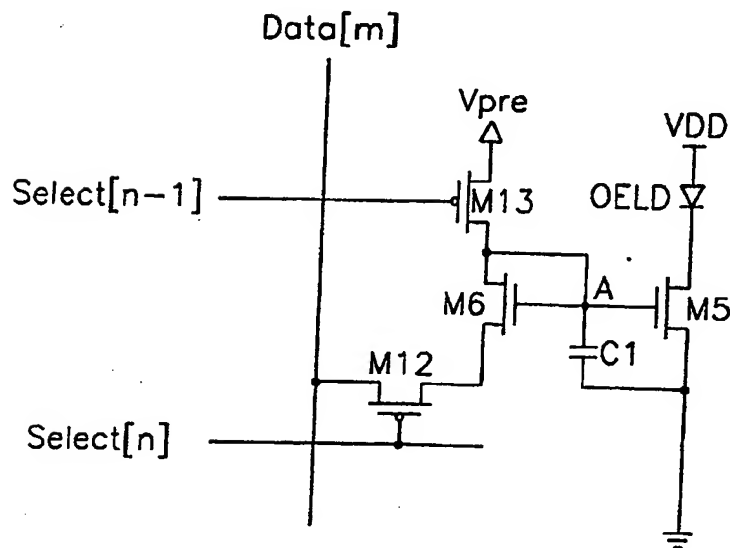 Data[m]
Vpre
VDD
Select[n-1]
M13
OELD
M6
A
M5
C1
M12
Select[n]